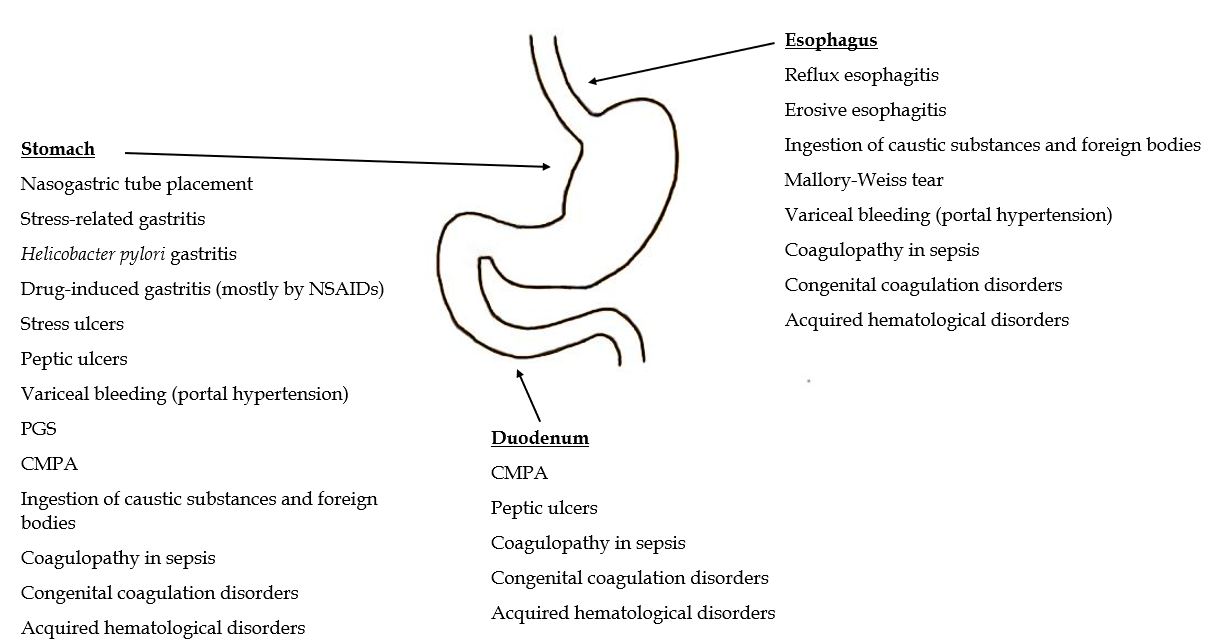 Esophagus
Reflux esophagitis
Erosive esophagitis
Ingestion of caustic substances and foreign bodies
Mallory-Weiss tear
Variceal bleeding (portal hypertension)
Coagulopathy in sepsis
Congenital coagulation disorders
Acquired hematological disorders
Stomach
Nasogastric tube placement
Stress-related gastritis
Helicobacter pylori gastritis
Drug-induced gastritis (mostly by NSAIDs)
Stress ulcers
Peptic ulcers
Variceal bleeding (portal hypertension)
PGS
CMPA
Ingestion of caustic substances and foreign
bodies
Coagulopathy in sepsis
Congenital coagulation disorders
Acquired hematological disorders
Duodenum
CMPA
Peptic ulcers
Coagulopathy in sepsis
Congenital coagulation disorders
Acquired hematological disorders